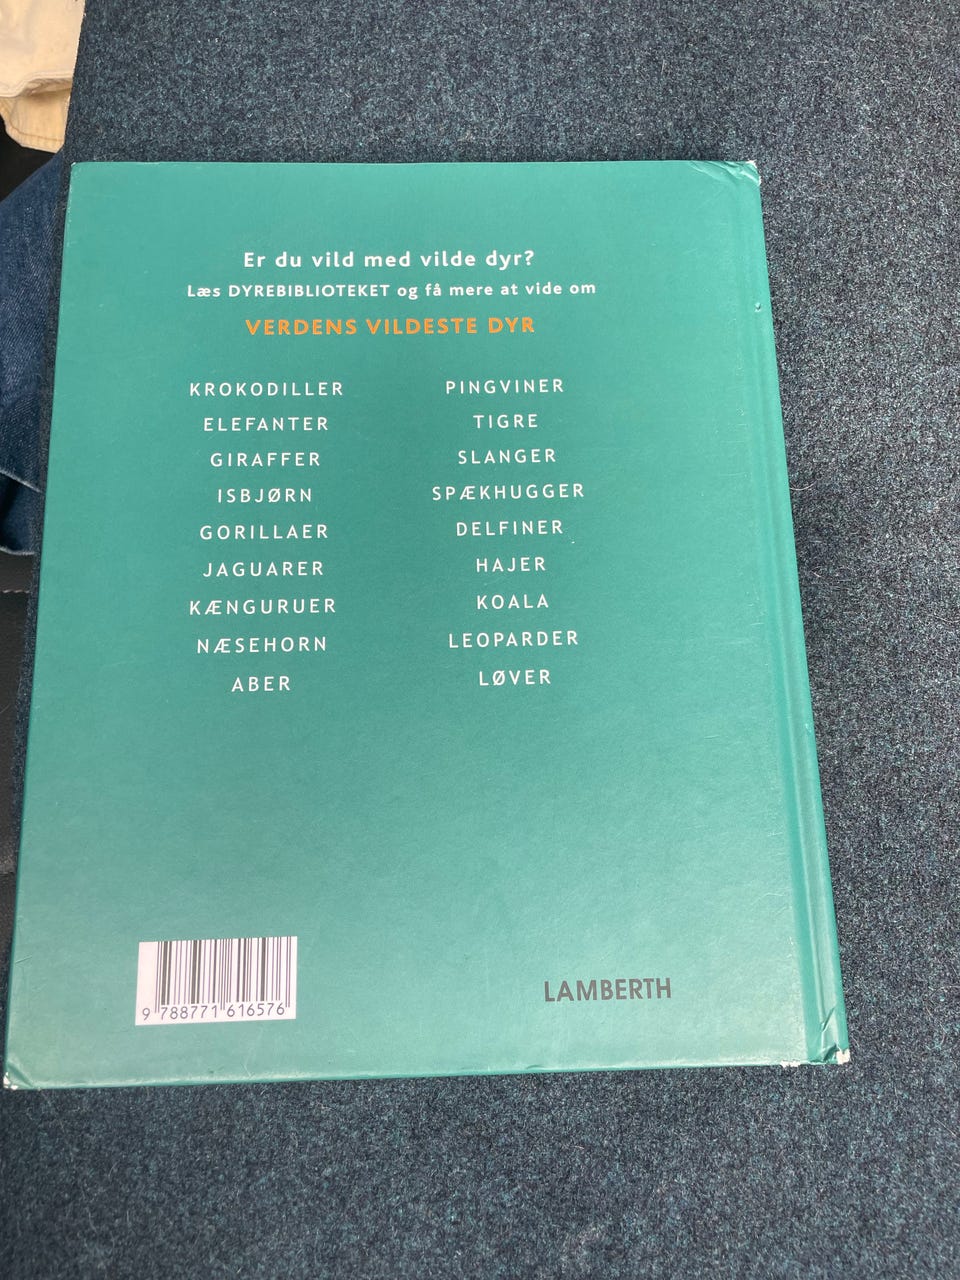 Er du vild med vilde dyr?
Læs DYREBIBLIOTEKET og få mere at vide om
VERDENS VILDESTE DYR
KROKODILLER
ELEFANTER
GIRAFFER
ISBJØRN
GORILLAER
JAGUARER
KÆNGURUER
NÆSEHORN
ABER
PINGVINER
TIGRE
SLANGER
SPÆKHUGGER
DELFINER
HAJER
KOALA
LEOPARDER
LØVER
9 788771 616576
LAMBERTH